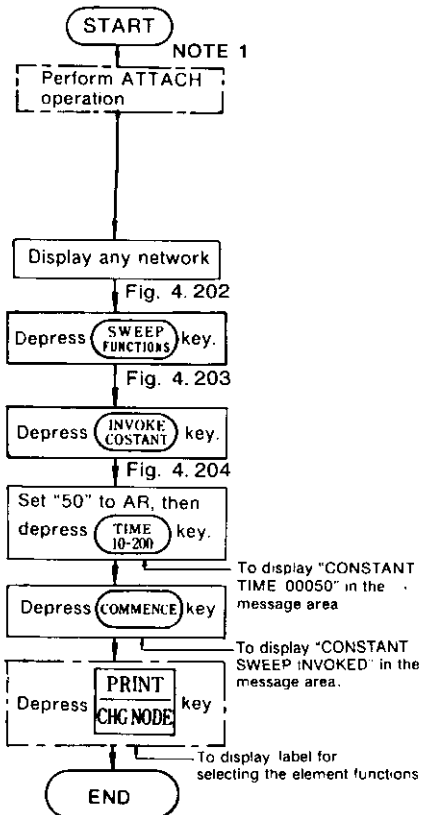 START
NOTE 1
Perform ATTACH
operation
Display any network
Fig. 4.202
Depress SWEEP FUNCTIONS key.
Fig. 4.203
Depress INVOKE COSTANT key.
Fig. 4.204
Set "50" to AR, then
depress TIME 10-200 key.
To display "CONSTANT
TIME 00050" in the
message area
Depress COMMENCE key
To display "CONSTANT
SWEEP INVOKED" in the
message area.
Depress PRINT CHG NODE key
To display label for
selecting the element functions
END